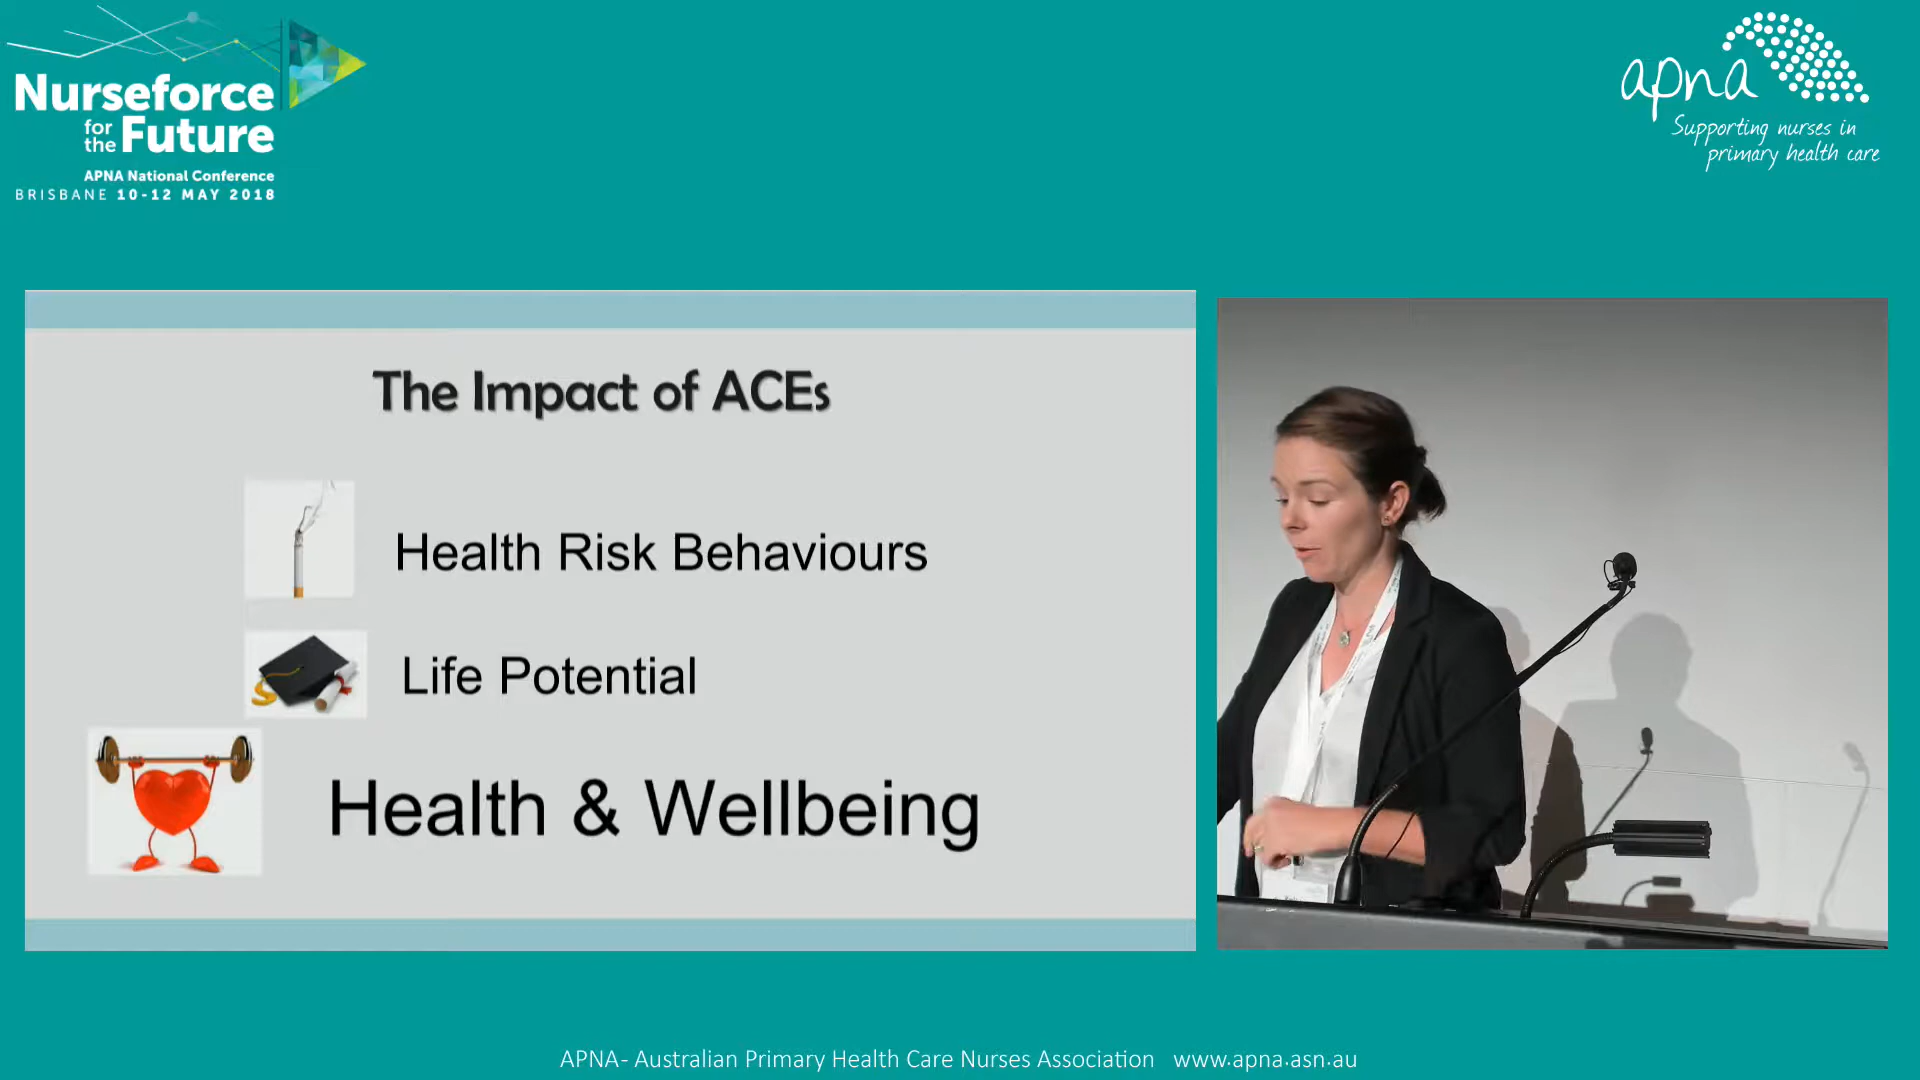 Nurseforce
for the Future
APNA National Conference
BRISBANE 10-12 MAY 2018
apna
Supporting nurses in
primary health care
The Impact of ACEs
Health Risk Behaviours
Life Potential
Health & Wellbeing
APNA- Australian Primary Health Care Nurses Association www.apna.asn.au